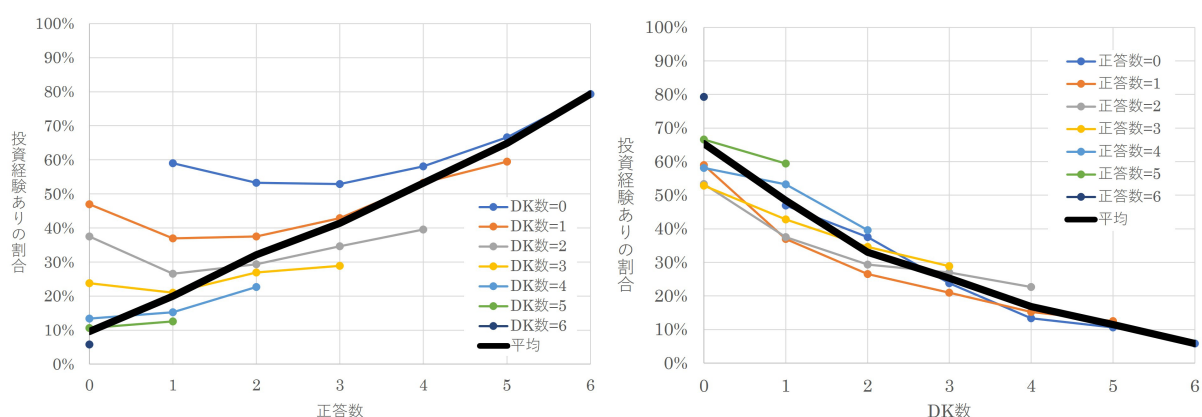 100%
90%
80%
70%
60%
50%
40%
30%
20%
10%
0%
投資経験ありの割合
0 1 2 3 4 5 6
正答数
DK数=0
DK数=1
DK数=2
DK数=3
DK数=4
DK数=5
DK数=6
平均
100%
90%
80%
70%
60%
50%
40%
30%
20%
10%
0%
投資経験ありの割合
0 1 2 3 4 5 6
DK数
正答数=0
正答数=1
正答数=2
正答数=3
正答数=4
正答数=5
正答数=6
平均